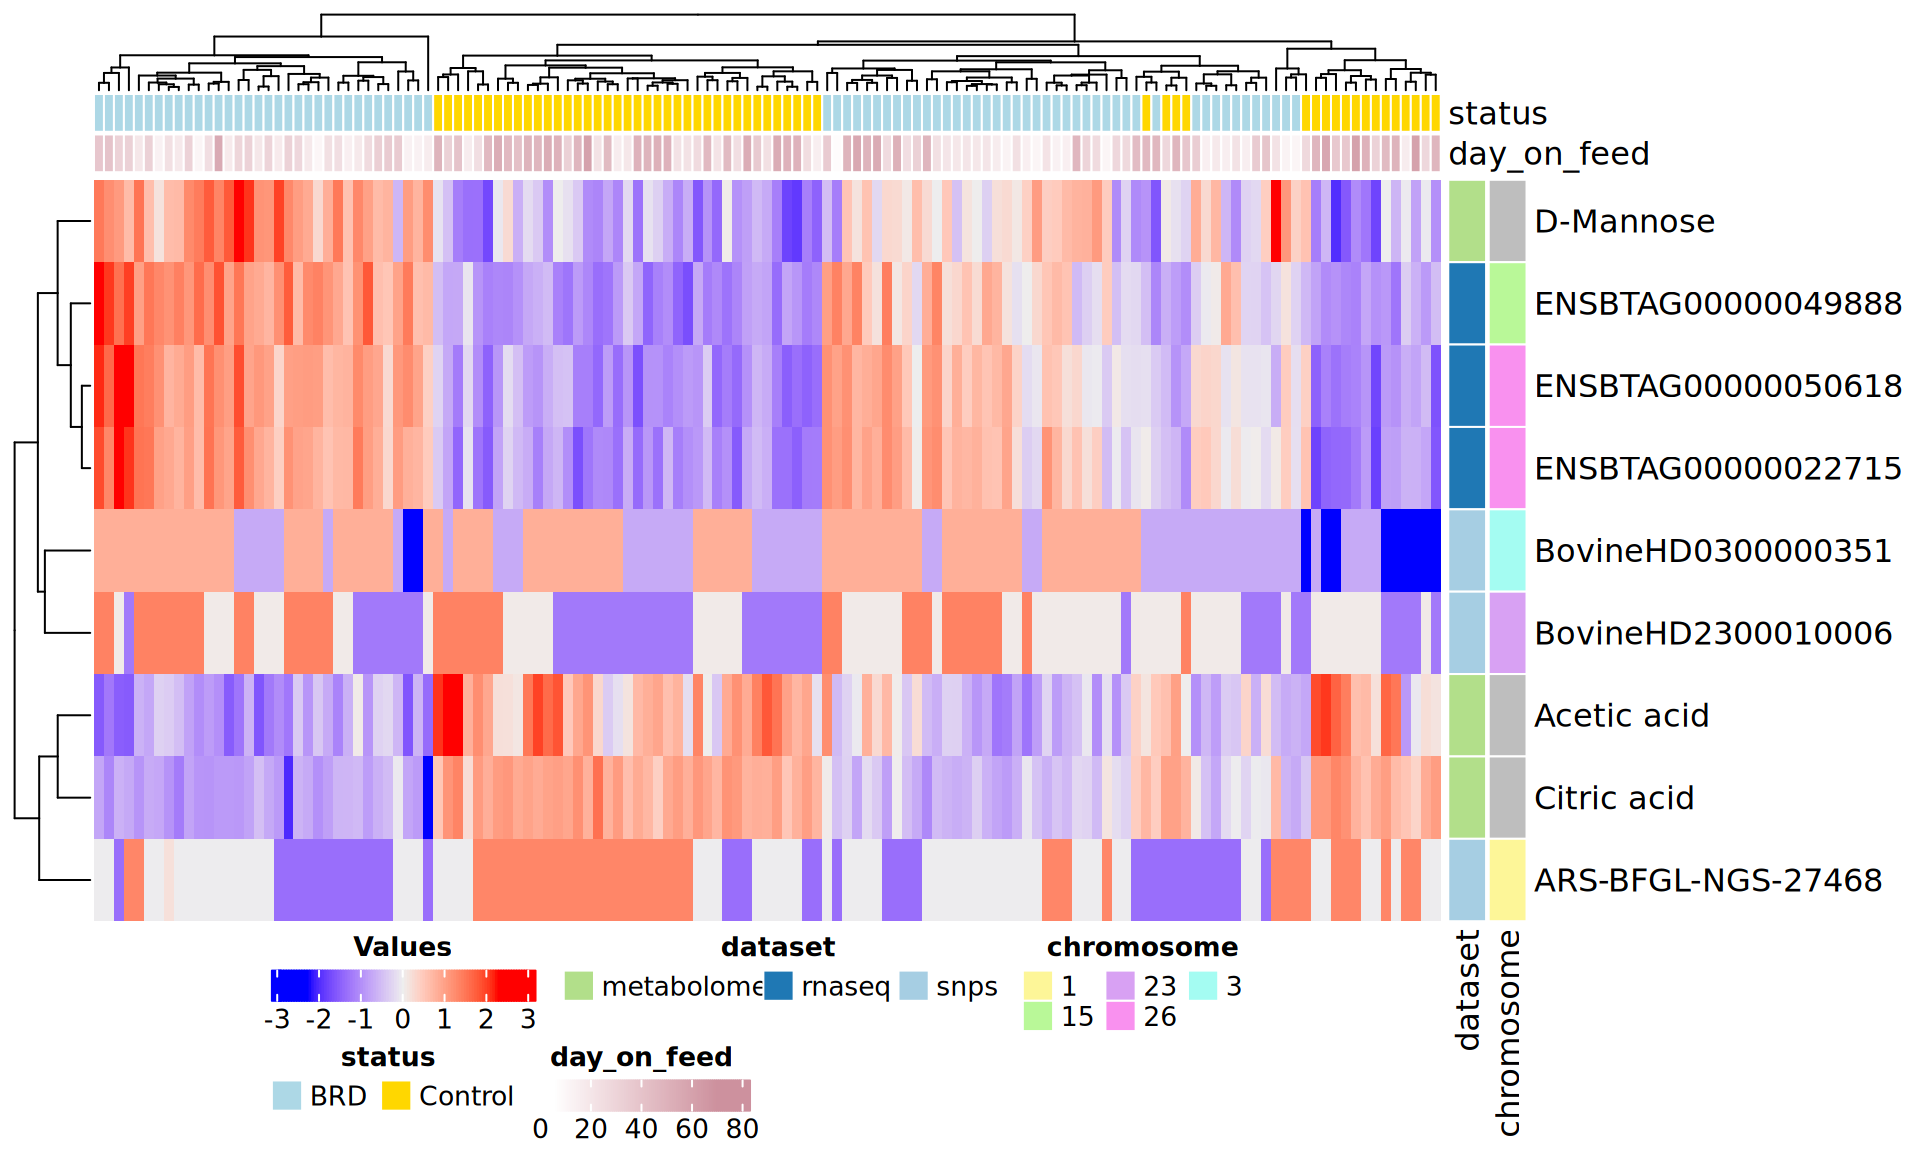 status
day_on_feed
D-Mannose
ENSBTAG00000049888
ENSBTAG00000050618
ENSBTAG00000022715
BovineHD0300000351
BovineHD2300010006
Acetic acid
Citric acid
ARS-BFGL-NGS-27468
dataset
chromosome
Values
-3 -2 -1 0 1 2 3
dataset
metabolome rnaseq snps
chromosome
1 23 3
15 26
status
BRD Control
day_on_feed
0 20 40 60 80